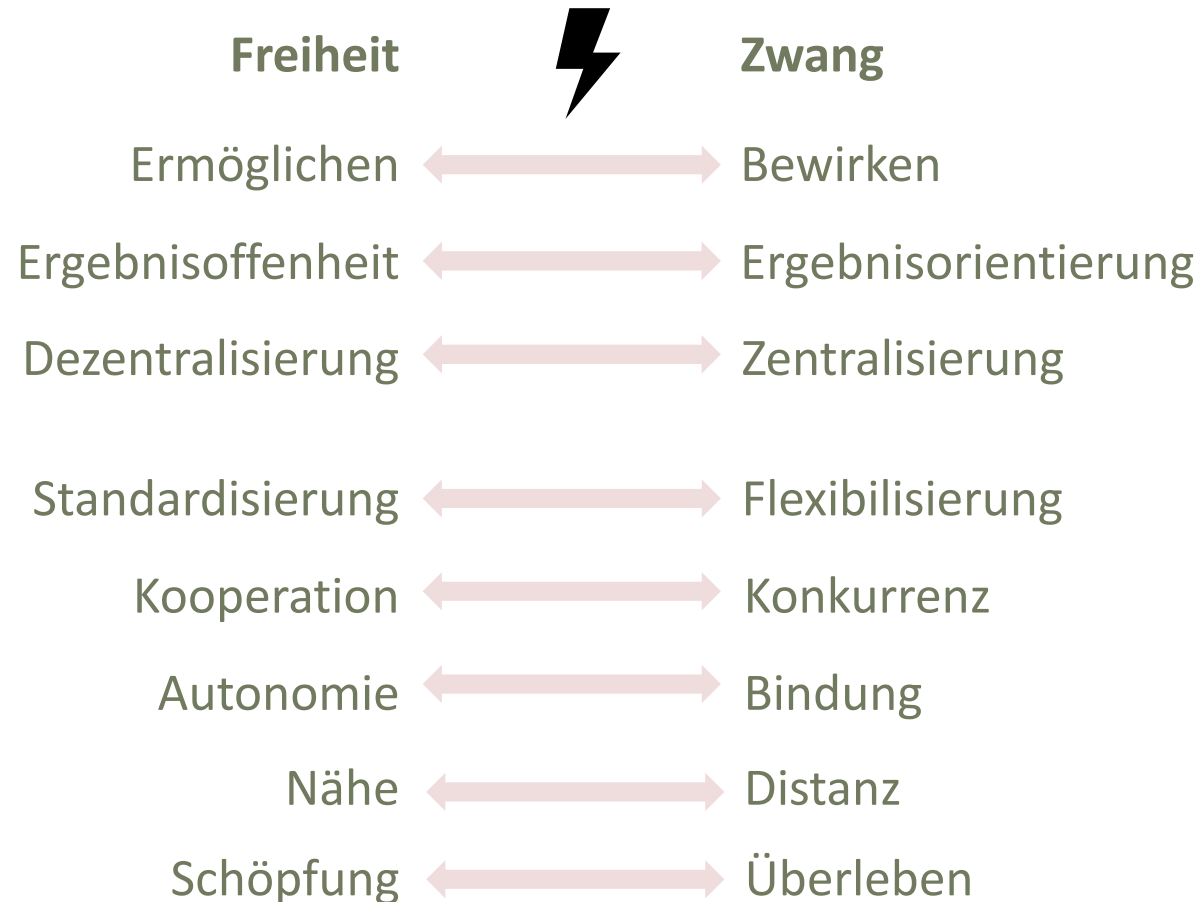 Freiheit Zwang
Ermöglichen Bewirken
Ergebnisoffenheit Ergebnisorientierung
Dezentralisierung Zentralisierung
Standardisierung Flexibilisierung
Kooperation Konkurrenz
Autonomie Bindung
Nähe Distanz
Schöpfung Überleben